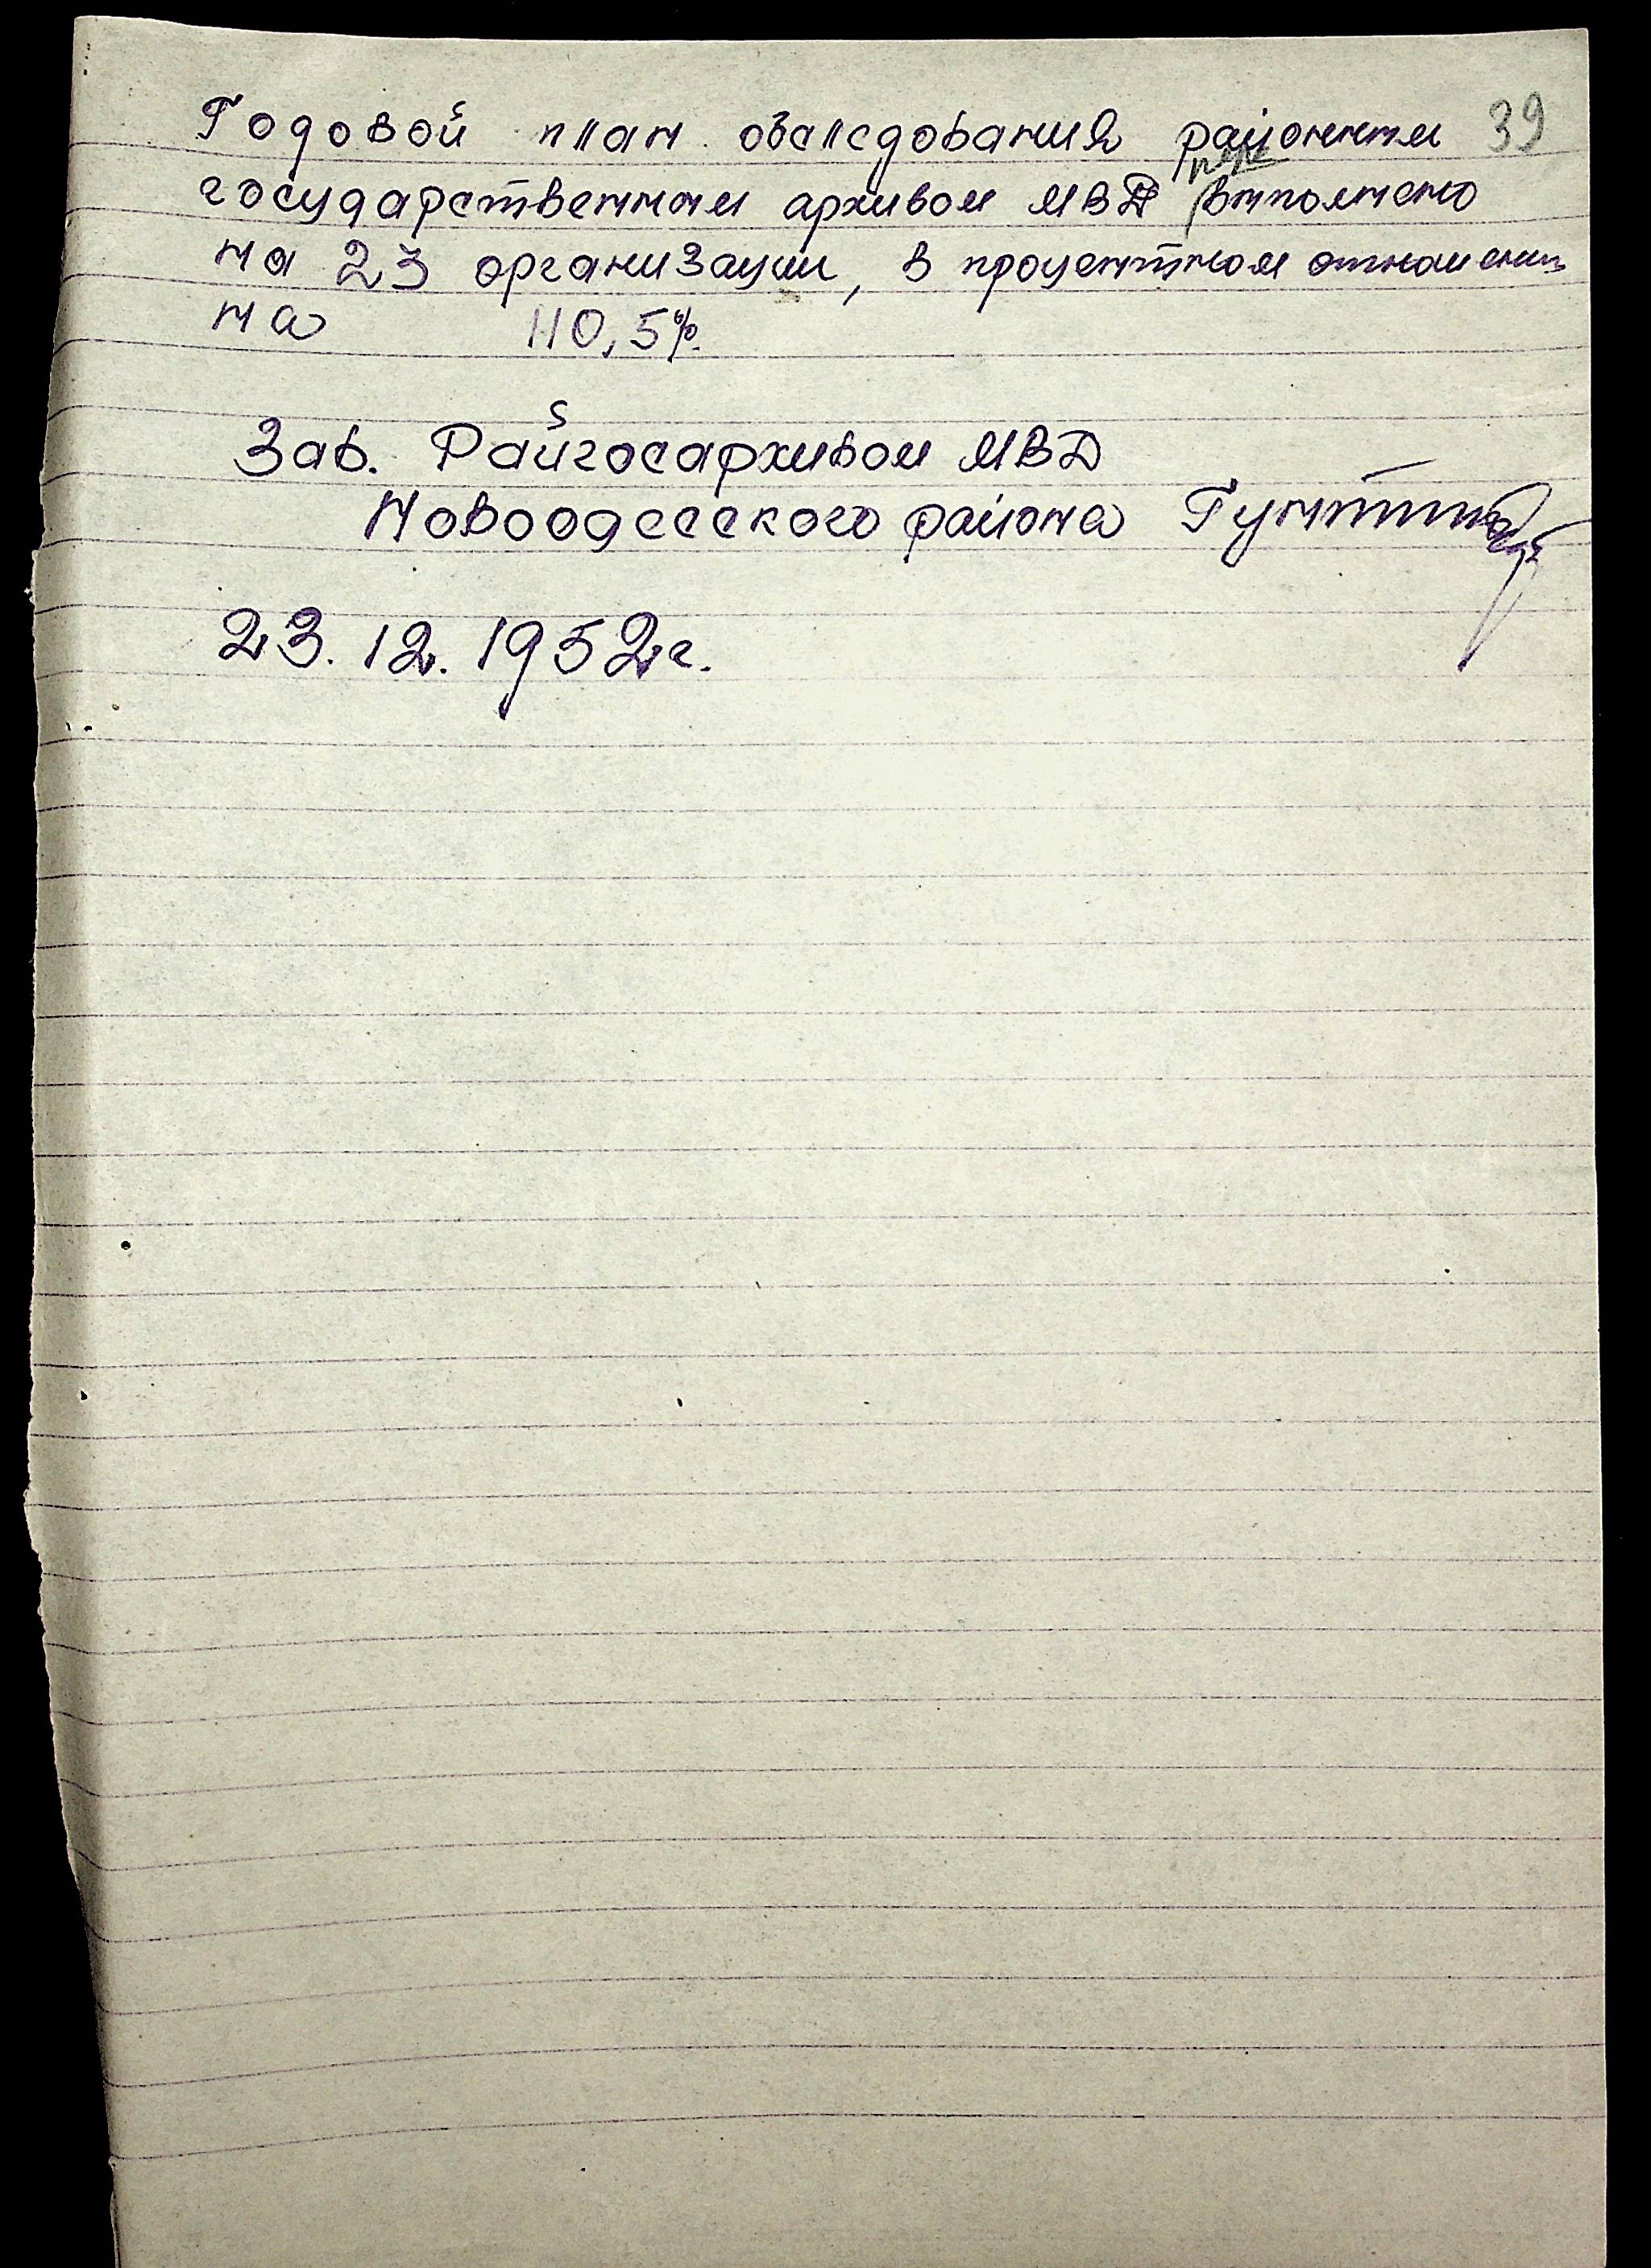 39
Годовой план обследования районным
государственным архивом МВД пере выполнено
на 23 организации, в процентном отношении
на 110,5%.
Зав. Райгосархивом МВД
Новоодесского района
23.12.1952г.